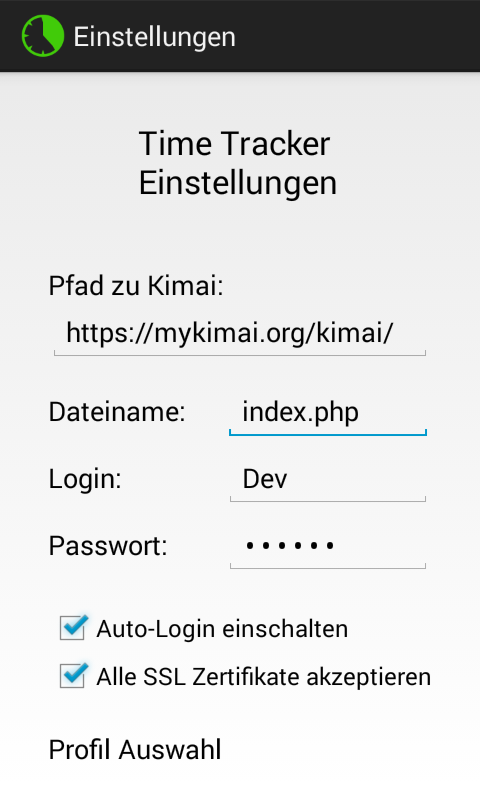 Einstellungen
Time Tracker
Einstellungen
Pfad zu Kimai:
https://mykimai.org/kimai/
Dateiname: index.php
Login: Dev
Passwort: ••••••
Auto-Login einschalten
Alle SSL Zertifikate akzeptieren
Profil Auswahl